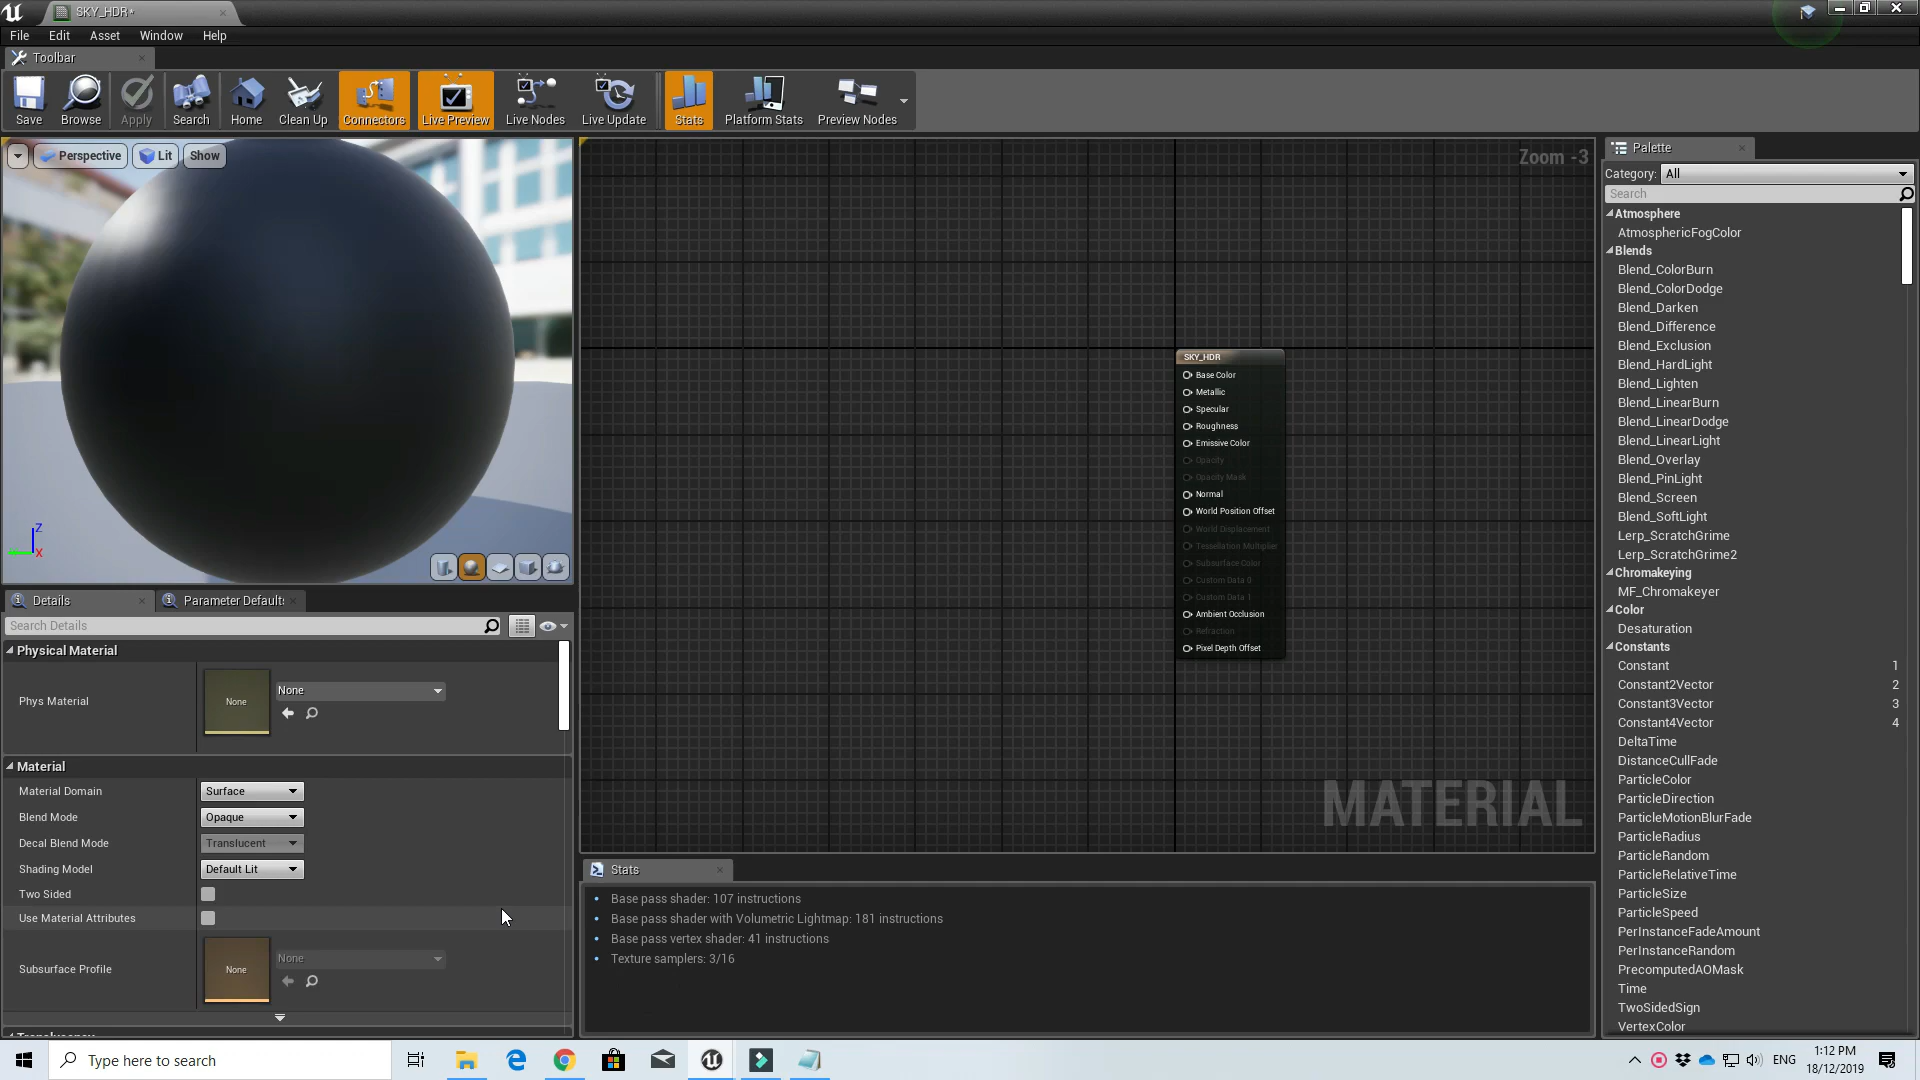 SKY_HDR*
File Edit Asset Window Help
Toolbar
Save Browse Apply Search Home Clean Up Connectors Live Preview Live Nodes Live Update Stats Platform Stats Preview Nodes
Perspective Lit Show
Z
X
Zoom -3
SKY_HDR
Base Color
Metallic
Specular
Roughness
Emissive Color
Opacity
Opacity Mask
Normal
World Position Offset
World Displacement
Tessellation Multiplier
Subsurface Color
Custom Data 0
Custom Data 1
Ambient Occlusion
Refraction
Pixel Depth Offset
MATERIAL
Details Parameter Defaults
Search Details
Physical Material
Phys Material None None
Material
Material Domain Surface
Blend Mode Opaque
Decal Blend Mode Translucent
Shading Model Default Lit
Two Sided
Use Material Attributes
Subsurface Profile None None
Translucency
Stats
Base pass shader: 107 instructions
Base pass shader with Volumetric Lightmap: 181 instructions
Base pass vertex shader: 41 instructions
Texture samplers: 3/16
Palette
Category: All
Search
Atmosphere
AtmosphericFogColor
Blends
Blend_ColorBurn
Blend_ColorDodge
Blend_Darken
Blend_Difference
Blend_Exclusion
Blend_HardLight
Blend_Lighten
Blend_LinearBurn
Blend_LinearDodge
Blend_LinearLight
Blend_Overlay
Blend_PinLight
Blend_Screen
Blend_SoftLight
Lerp_ScratchGrime
Lerp_ScratchGrime2
Chromakeying
MF_Chromakeyer
Color
Desaturation
Constants
Constant 1
Constant2Vector 2
Constant3Vector 3
Constant4Vector 4
DeltaTime
DistanceCullFade
ParticleColor
ParticleDirection
ParticleMotionBlurFade
ParticleRadius
ParticleRandom
ParticleRelativeTime
ParticleSize
ParticleSpeed
PerInstanceFadeAmount
PerInstanceRandom
PrecomputedAOMask
Time
TwoSidedSign
VertexColor
Type here to search
ENG
1:12 PM
18/12/2019